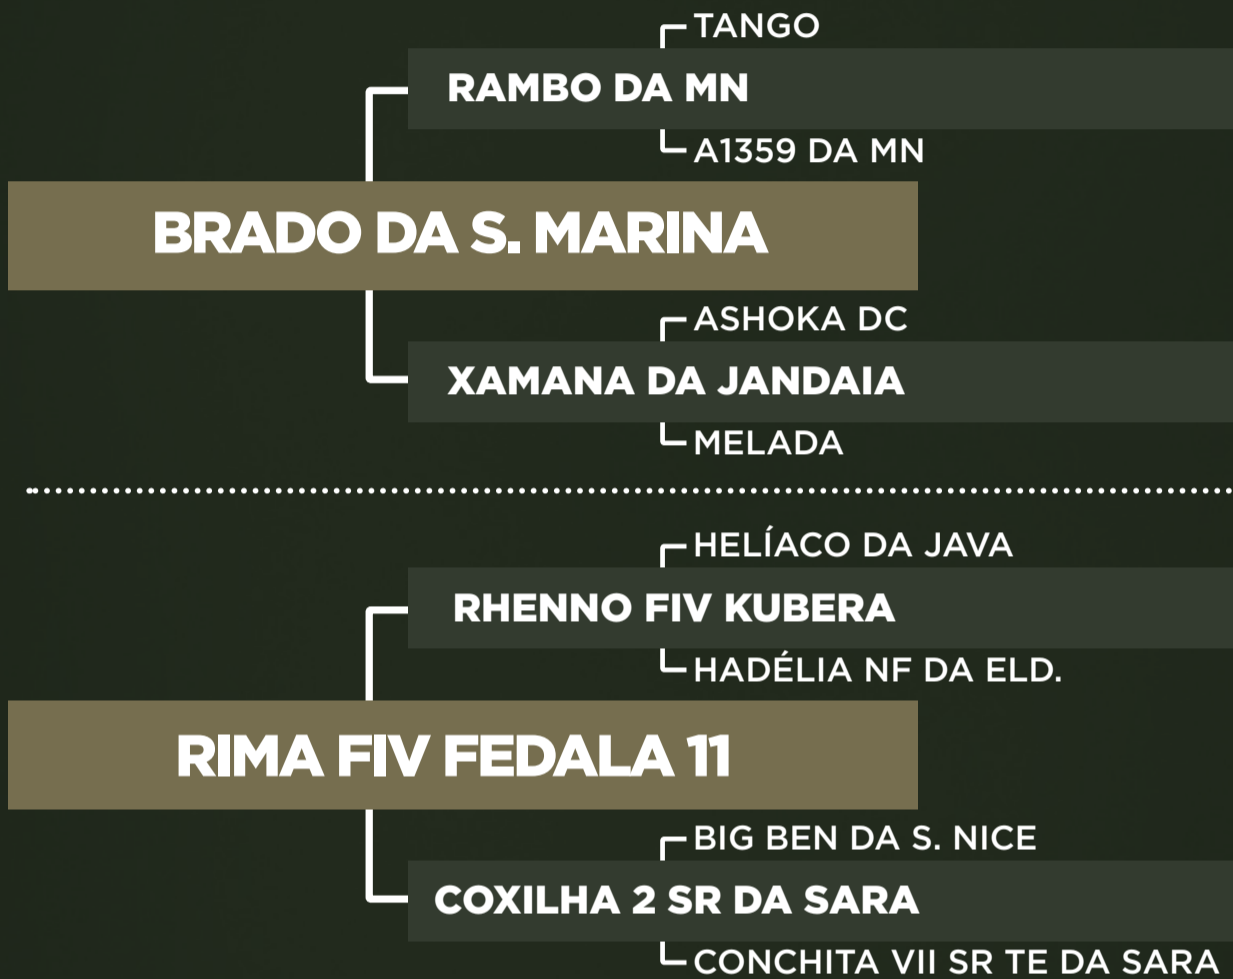 TANGO
RAMBO DA MN
A1359 DA MN
BRADO DA S. MARINA
ASHOKA DC
XAMANA DA JANDAIA
MELADA
HELÍACO DA JAVA
RHENNO FIV KUBERA
HADÉLIA NF DA ELD.
RIMA FIV FEDALA 11
BIG BEN DA S. NICE
COXILHA 2 SR DA SARA
CONCHITA VII SR TE DA SARA